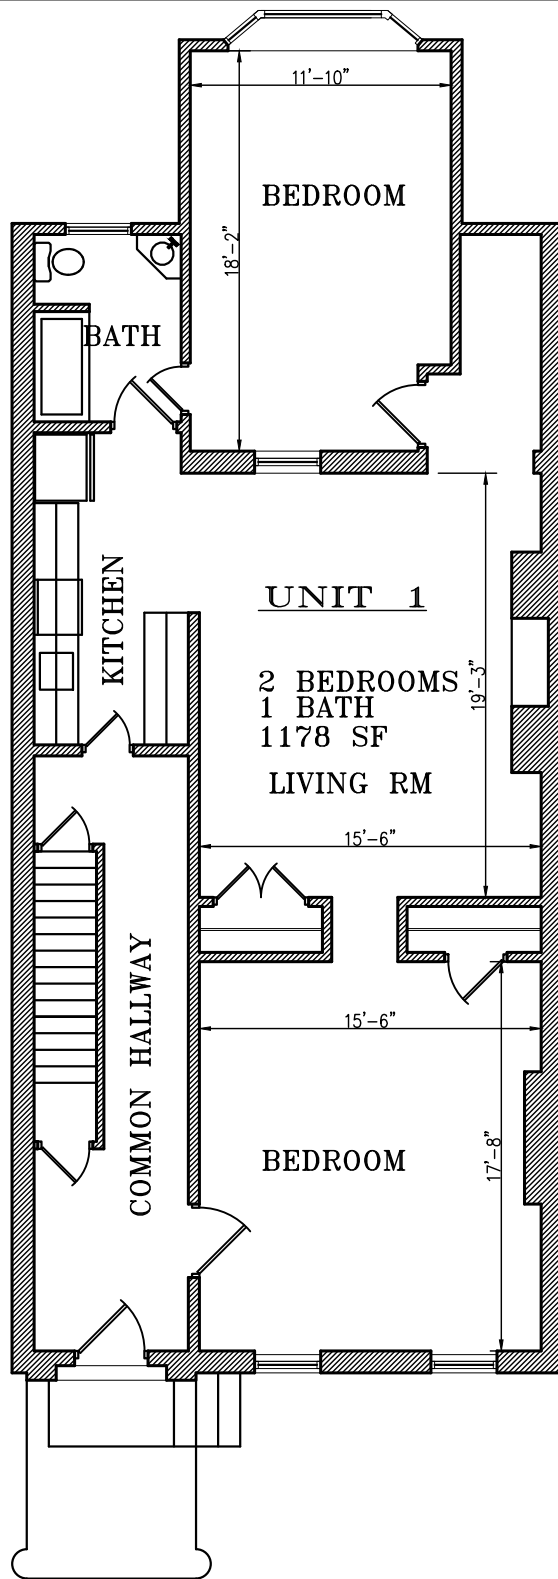 11'-10"
BEDROOM
18'-2"
BATH
KITCHEN
UNIT 1
2 BEDROOMS
1 BATH
1178 SF
19'-3"
LIVING RM
15'-6"
COMMON HALLWAY
15'-6"
BEDROOM
17'-8"